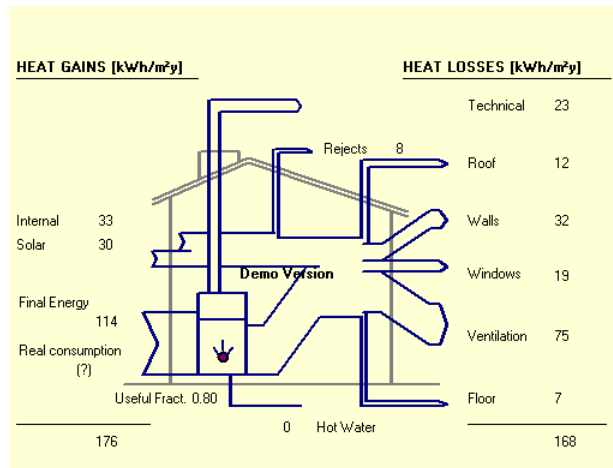 HEAT GAINS [kWh/m²y]
HEAT LOSSES [kWh/m²y]
Technical 23
Rejects 8
Roof 12
Internal 33
Walls 32
Solar 30
Demo Version
Windows 19
Final Energy
114
Ventilation 75
Real consumption
(?)
Useful Fract. 0.80
Floor 7
0 Hot Water
176
168